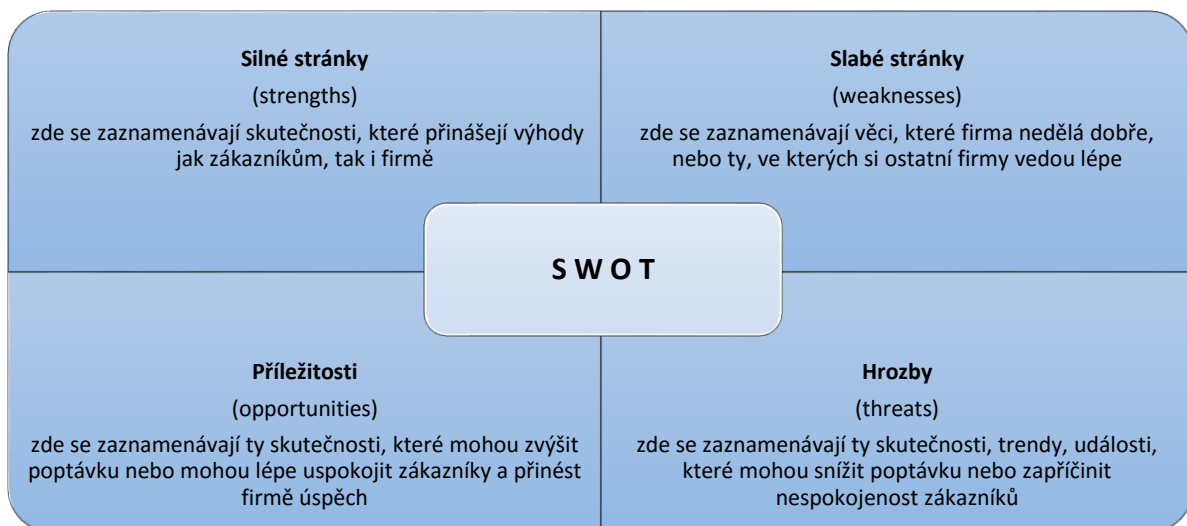 Silné stránky
(strengths)
zde se zaznamenávají skutečnosti, které přinášejí výhody
jak zákazníkům, tak i firmě
Slabé stránky
(weaknesses)
zde se zaznamenávají věci, které firma nedělá dobře,
nebo ty, ve kterých si ostatní firmy vedou lépe
S W O T
Příležitosti
(opportunities)
zde se zaznamenávají ty skutečnosti, které mohou zvýšit
poptávku nebo mohou lépe uspokojit zákazníky a přinést
firmě úspěch
Hrozby
(threats)
zde se zaznamenávají ty skutečnosti, trendy, události,
které mohou snížit poptávku nebo zapříčinit
nespokojenost zákazníků